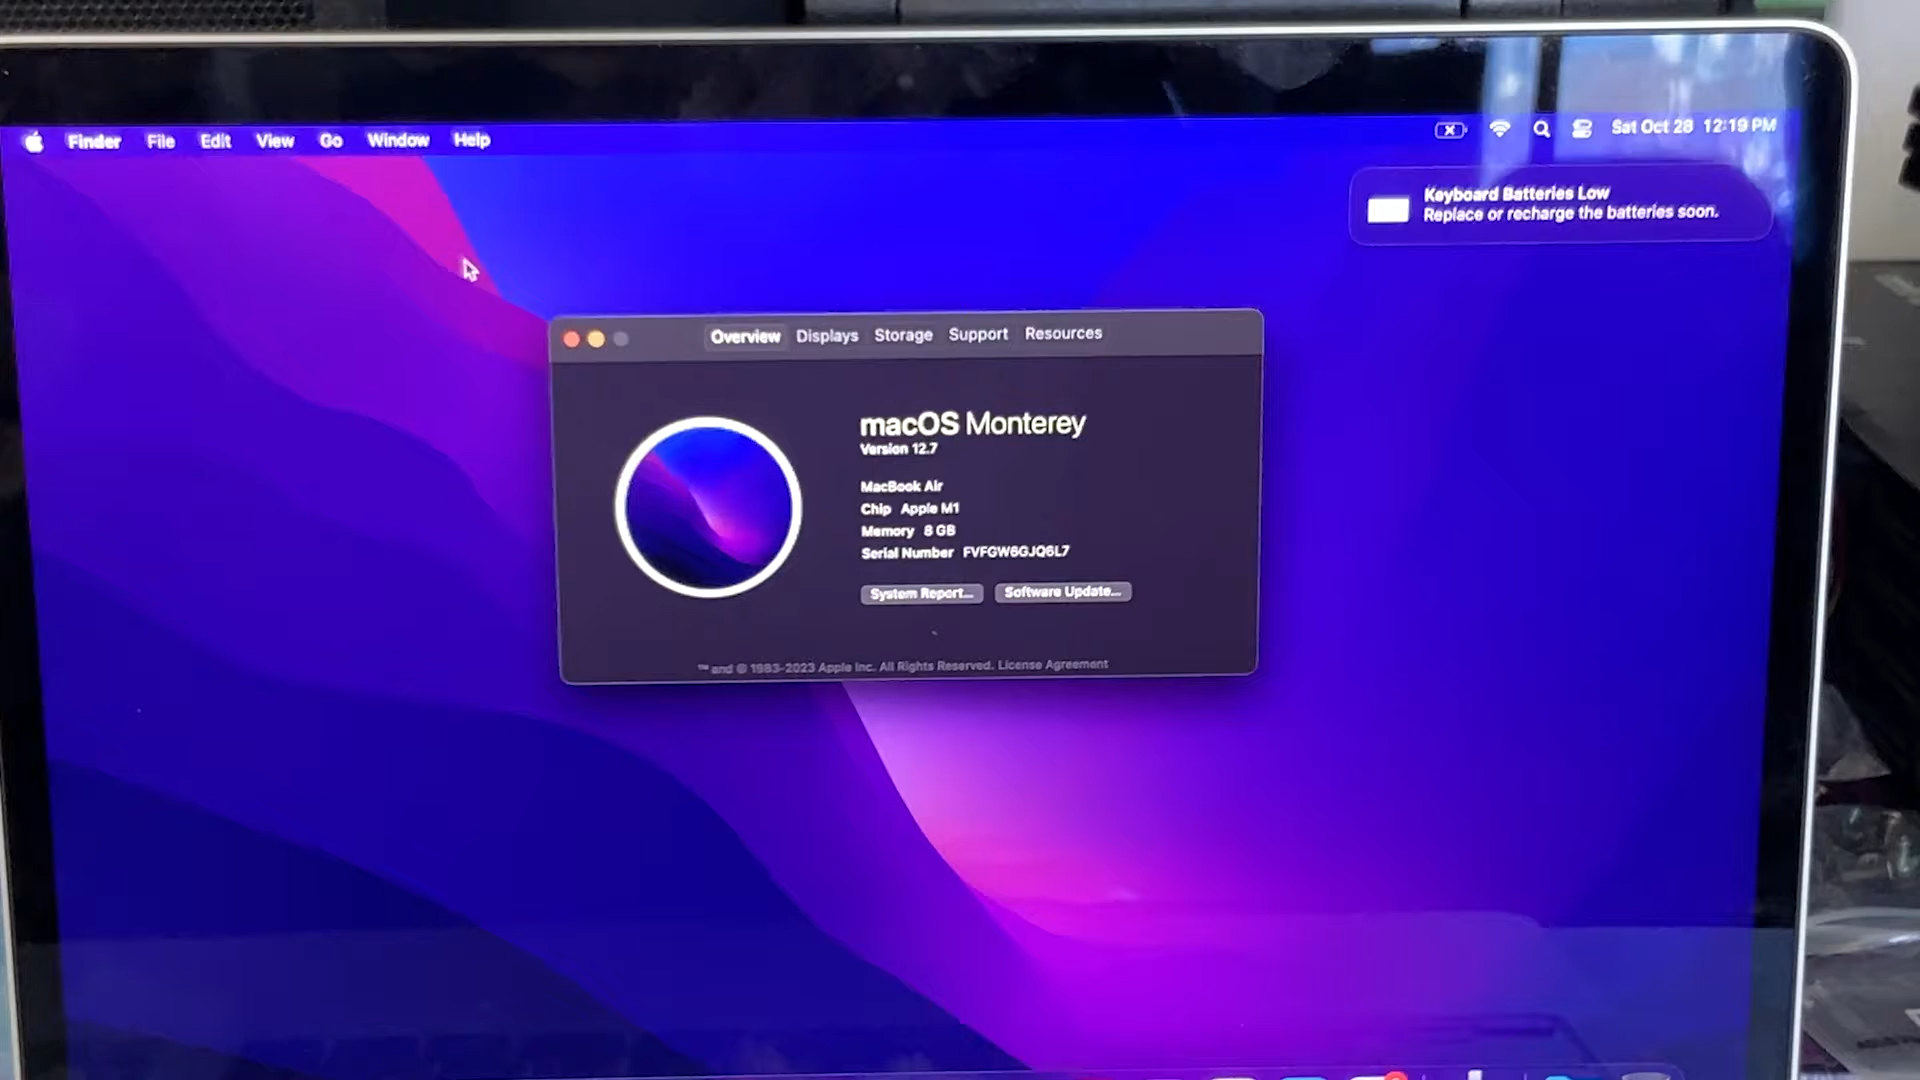 Finder File Edit View Go Window Help
Sat Oct 28 12:19 PM
Keyboard Batteries Low
Replace or recharge the batteries soon.
Overview Displays Storage Support Resources
macOS Monterey
Version 12.7
MacBook Air
Chip Apple M1
Memory 8 GB
Serial Number FVFGW6GJQ6L7
System Report...
Software Update...
™ and © 1983-2023 Apple Inc. All Rights Reserved. License Agreement